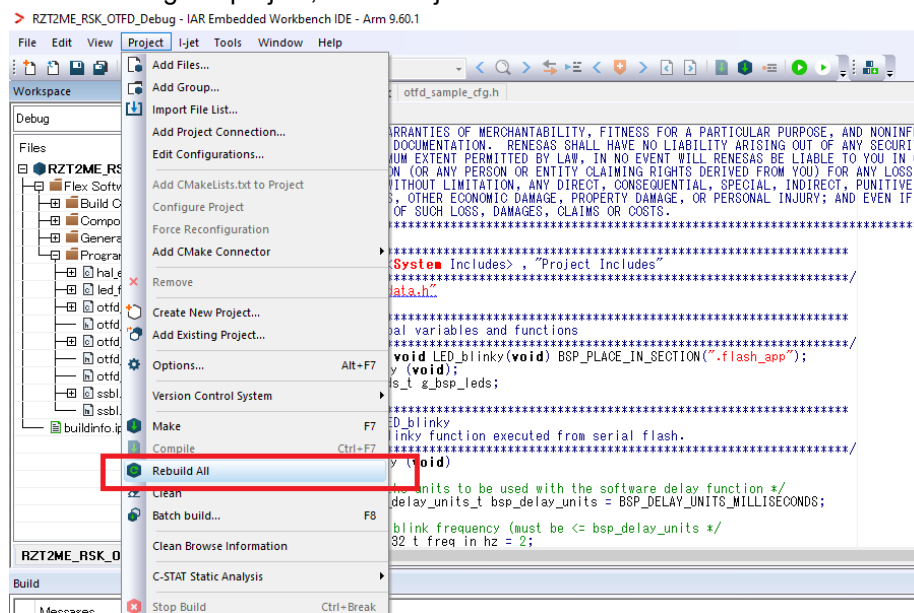 RZT2ME_RSK_OTFD_Debug - IAR Embedded Workbench IDE - Arm 9.60.1
File Edit View Project I-jet Tools Window Help
Workspace
otfd_sample_cfg.h
Debug
Files
RZT2ME_RS
Flex Softw
Build C
Compo
Genera
Program
hal_e
led_f
otfd_
otfd_
otfd_
otfd_
otfd_
ssbl.
ssbl.
buildinfo.ip
RZT2ME_RSK_O
Build
Messages
Add Files...
Add Group...
Import File List...
Add Project Connection...
Edit Configurations...
Add CMakeLists.txt to Project
Configure Project
Force Reconfiguration
Add CMake Connector
Remove
Create New Project...
Add Existing Project...
Options... Alt+F7
Version Control System
Make F7
Compile Ctrl+F7
Rebuild All
Clean
Batch build... F8
Clean Browse Information
C-STAT Static Analysis
Stop Build Ctrl+Break
ARRANTIES OF MERCHANTABILITY, FITNESS FOR A PARTICULAR PURPOSE, AND NONINF
DOCUMENTATION. RENESAS SHALL HAVE NO LIABILITY ARISING OUT OF ANY SECURI
MUM EXTENT PERMITTED BY LAW, IN NO EVENT WILL RENESAS BE LIABLE TO YOU IN
ON (OR ANY PERSON OR ENTITY CLAIMING RIGHTS DERIVED FROM YOU) FOR ANY LOSS
WITHOUT LIMITATION, ANY DIRECT, CONSEQUENTIAL, SPECIAL, INDIRECT, PUNITIVE
S, OTHER ECONOMIC DAMAGE, PROPERTY DAMAGE, OR PERSONAL INJURY; AND EVEN IF
OF SUCH LOSS, DAMAGES, CLAIMS OR COSTS.
<System Includes> , "Project Includes"
data.h"
bal variables and functions
void LED_blinky(void) BSP_PLACE_IN_SECTION(".flash_app");
y (void);
ds_t g_bsp_leds;
ED_blinky
linky function executed from serial flash.
y (void)
he units to be used with the software delay function */
delay_units_t bsp_delay_units = BSP_DELAY_UNITS_MILLISECONDS;
blink frequency (must be <= bsp_delay_units */
32_t freq_in_hz = 2;